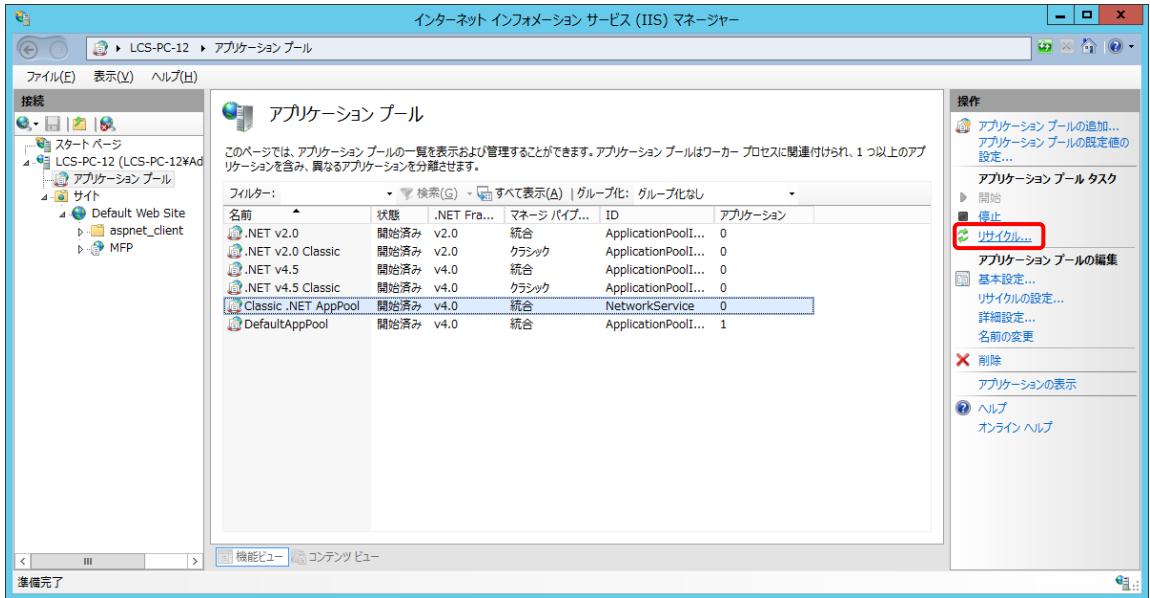 インターネット インフォメーション サービス (IIS) マネージャー
LCS-PC-12 アプリケーション プール
ファイル(F) 表示(V) ヘルプ(H)
接続
スタート ページ
LCS-PC-12 (LCS-PC-12¥Ad
アプリケーション プール
サイト
Default Web Site
aspnet_client
MFP
アプリケーション プール
このページでは、アプリケーション プールの一覧を表示および管理することができます。アプリケーション プールはワーカー プロセスに関連付けられ、1 つ以上のアプ
リケーションを含み、異なるアプリケーションを分離させます。
フィルター: 検索(G) すべて表示(A) | グループ化: グループ化なし
名前 状態 .NET Fra... マネージ パイプ... ID アプリケーション
.NET v2.0 開始済み v2.0 統合 ApplicationPoolI... 0
.NET v2.0 Classic 開始済み v2.0 クラシック ApplicationPoolI... 0
.NET v4.5 開始済み v4.0 統合 ApplicationPoolI... 0
.NET v4.5 Classic 開始済み v4.0 クラシック ApplicationPoolI... 0
Classic .NET AppPool 開始済み v4.0 統合 NetworkService 0
DefaultAppPool 開始済み v4.0 統合 ApplicationPoolI... 1
機能ビュー コンテンツ ビュー
操作
アプリケーション プールの追加...
アプリケーション プールの既定値の
設定...
アプリケーション プール タスク
開始
停止
リサイクル...
アプリケーション プールの編集
基本設定...
リサイクルの設定...
詳細設定...
名前の変更
削除
アプリケーションの表示
ヘルプ
オンライン ヘルプ
準備完了